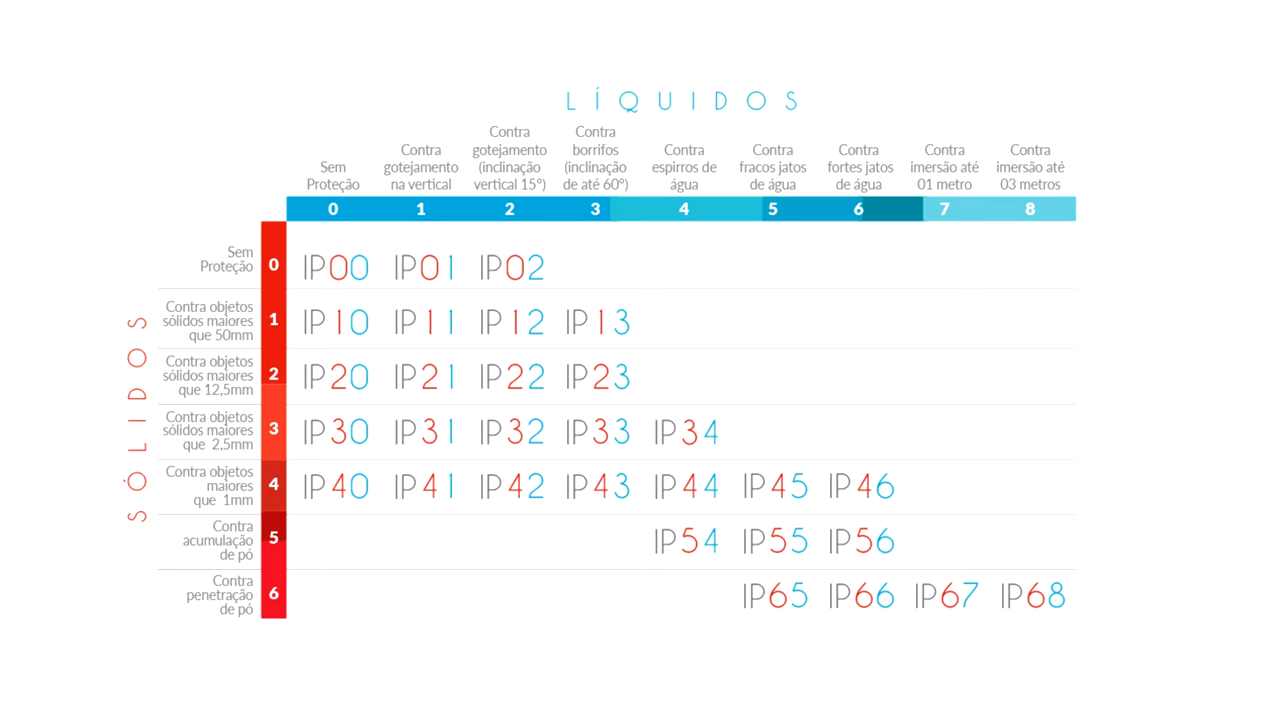 LÍQUIDOS
Sem
Proteção
Contra
gotejamento
na vertical
Contra
gotejamento
(inclinação
vertical 15°)
Contra
borrifos
(inclinação
de até 60°)
Contra
espirros de
água
Contra
fracos jatos
de água
Contra
fortes jatos
de água
Contra
imersão até
01 metro
Contra
imersão até
03 metros
0 1 2 3 4 5 6 7 8
SÓLIDOS
Sem
Proteção
0
IP00 IP01 IP02
Contra objetos
sólidos maiores
que 50mm
1
IP10 IP11 IP12 IP13
Contra objetos
sólidos maiores
que 12,5mm
2
IP20 IP21 IP22 IP23
Contra objetos
sólidos maiores
que 2,5mm
3
IP30 IP31 IP32 IP33 IP34
Contra objetos
maiores
que 1mm
4
IP40 IP41 IP42 IP43 IP44 IP45 IP46
Contra
acumulação
de pó
5
IP54 IP55 IP56
Contra
penetração
de pó
6
IP65 IP66 IP67 IP68